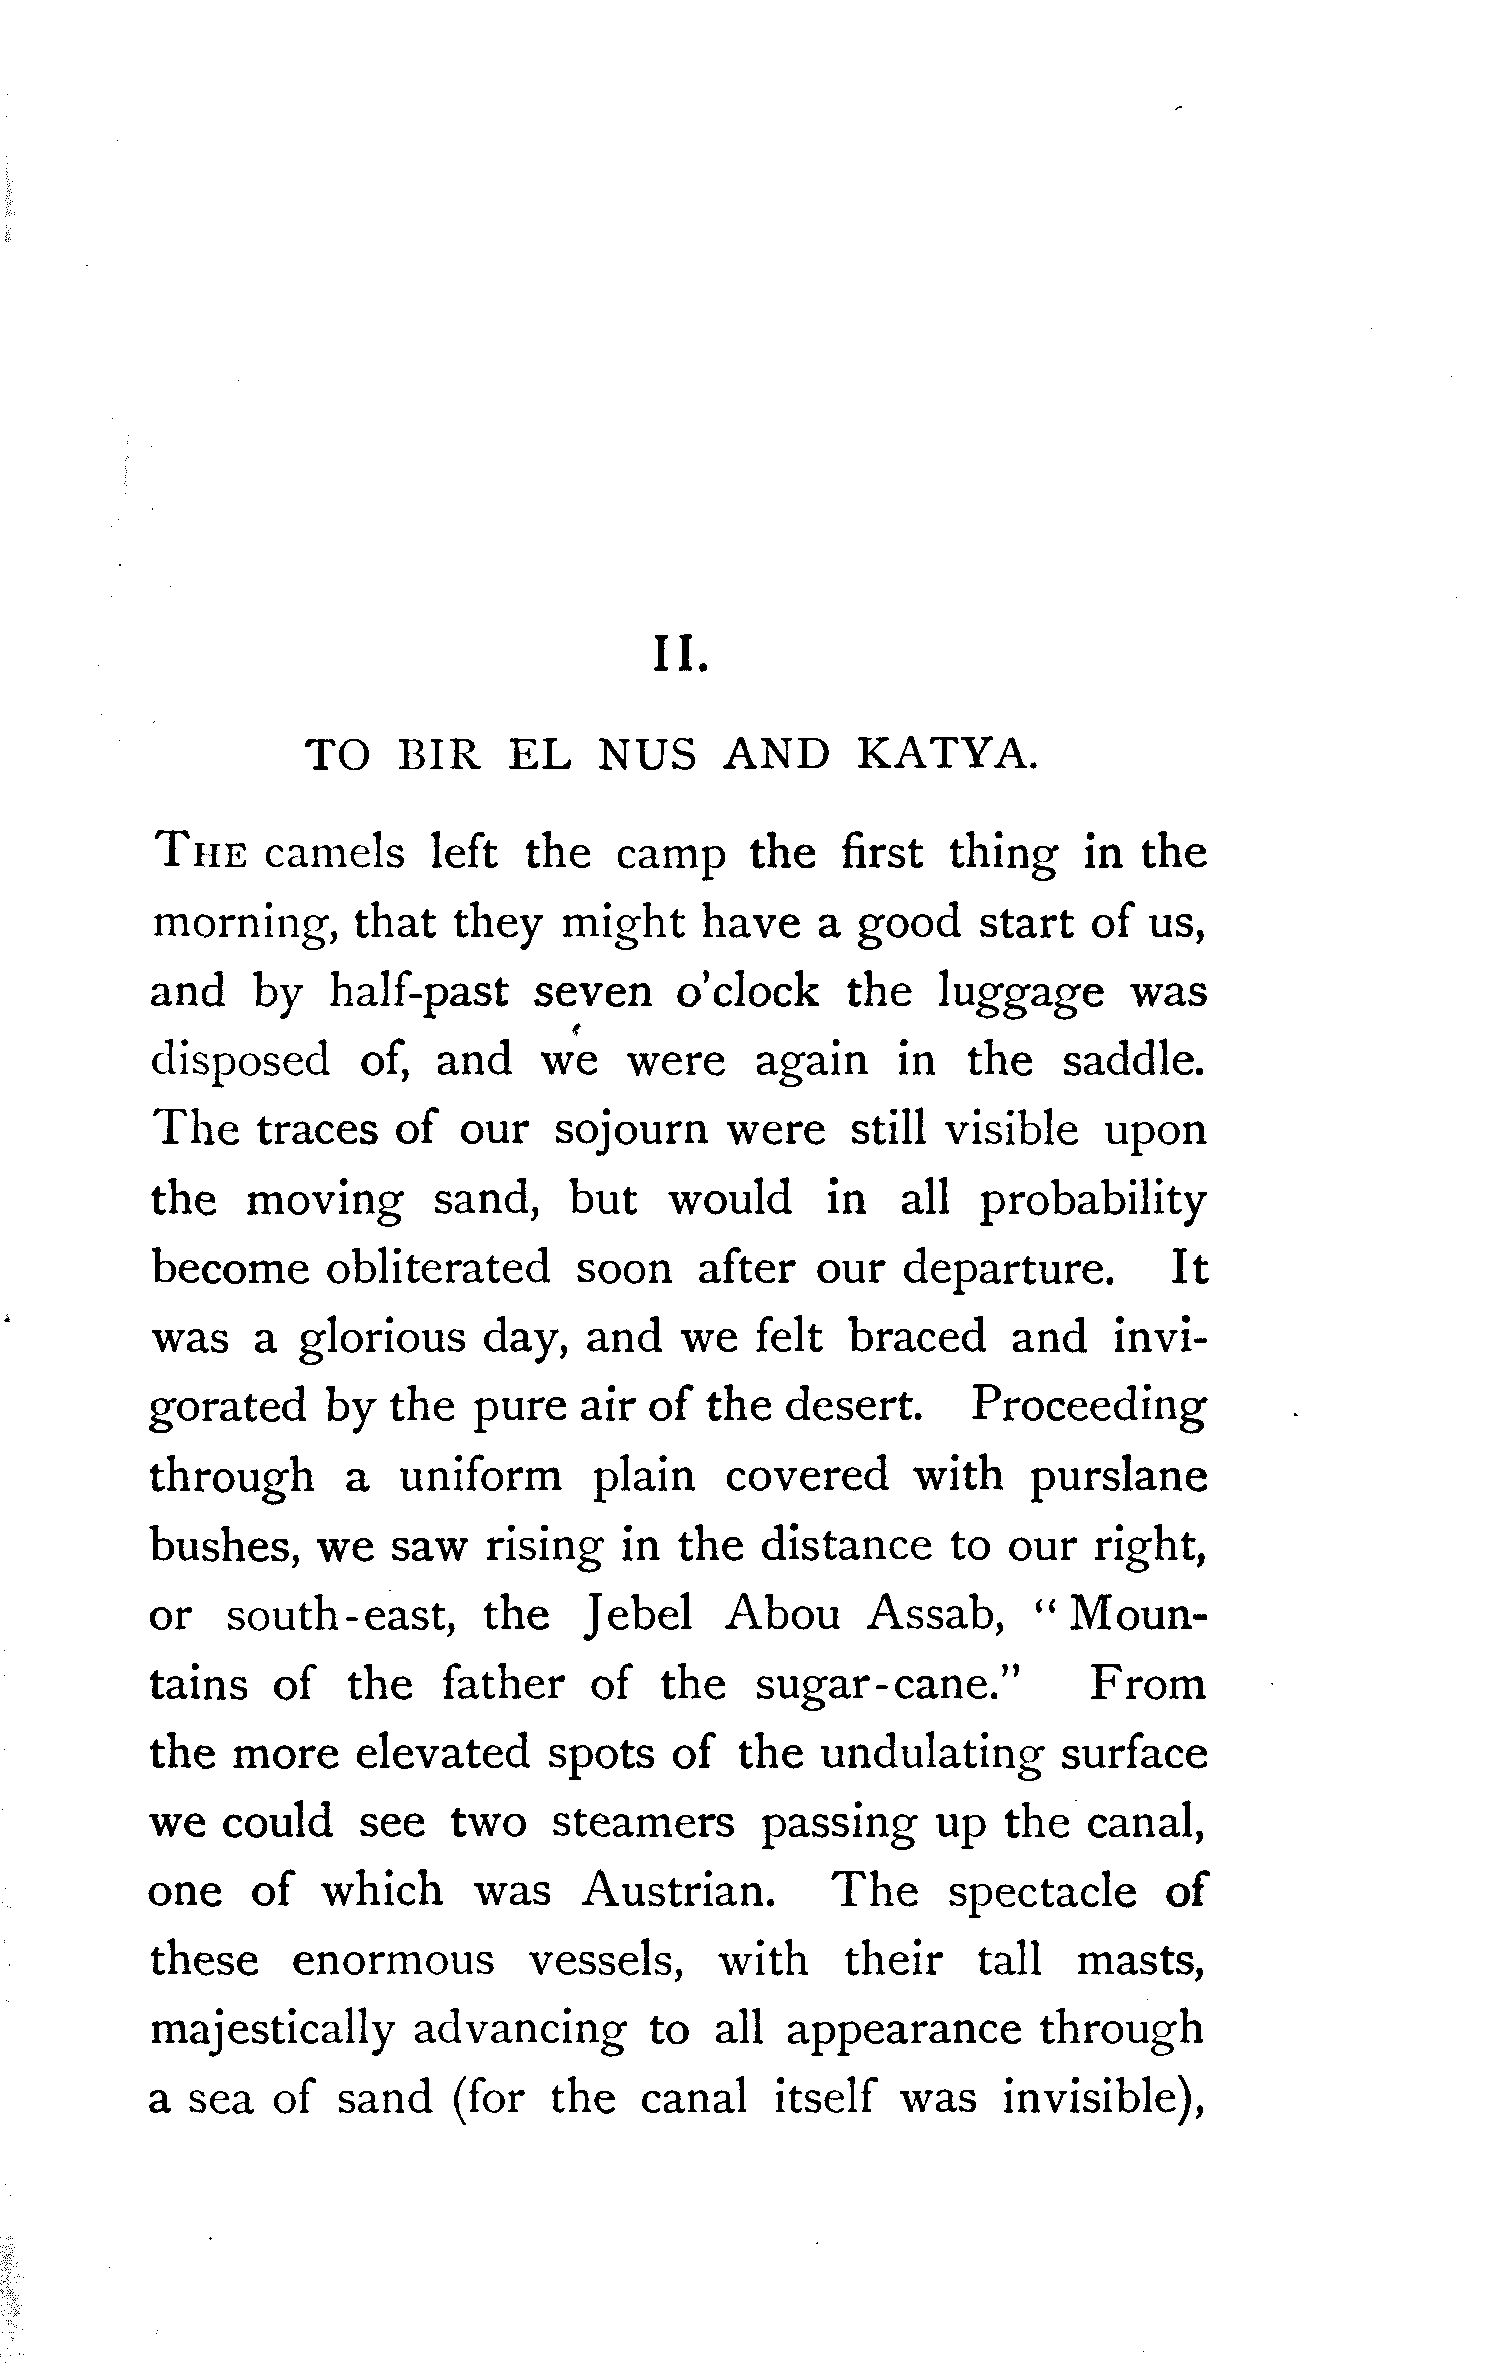 II.
TO BIR EL NUS AND KATYA.
THE camels left the camp the first thing in the
morning, that they might have a good start of us,
and by half-past seven o'clock the luggage was
disposed of, and we were again in the saddle.
The traces of our sojourn were still visible upon
the moving sand, but would in all probability
become obliterated soon after our departure. It
was a glorious day, and we felt braced and invi-
gorated by the pure air of the desert. Proceeding
through a uniform plain covered with purslane
bushes, we saw rising in the distance to our right,
or south-east, the Jebel Abou Assab, “Moun-
tains of the father of the sugar-cane.” From
the more elevated spots of the undulating surface
we could see two steamers passing up the canal,
one of which was Austrian. The spectacle of
these enormous vessels, with their tall masts,
majestically advancing to all appearance through
a sea of sand (for the canal itself was invisible),